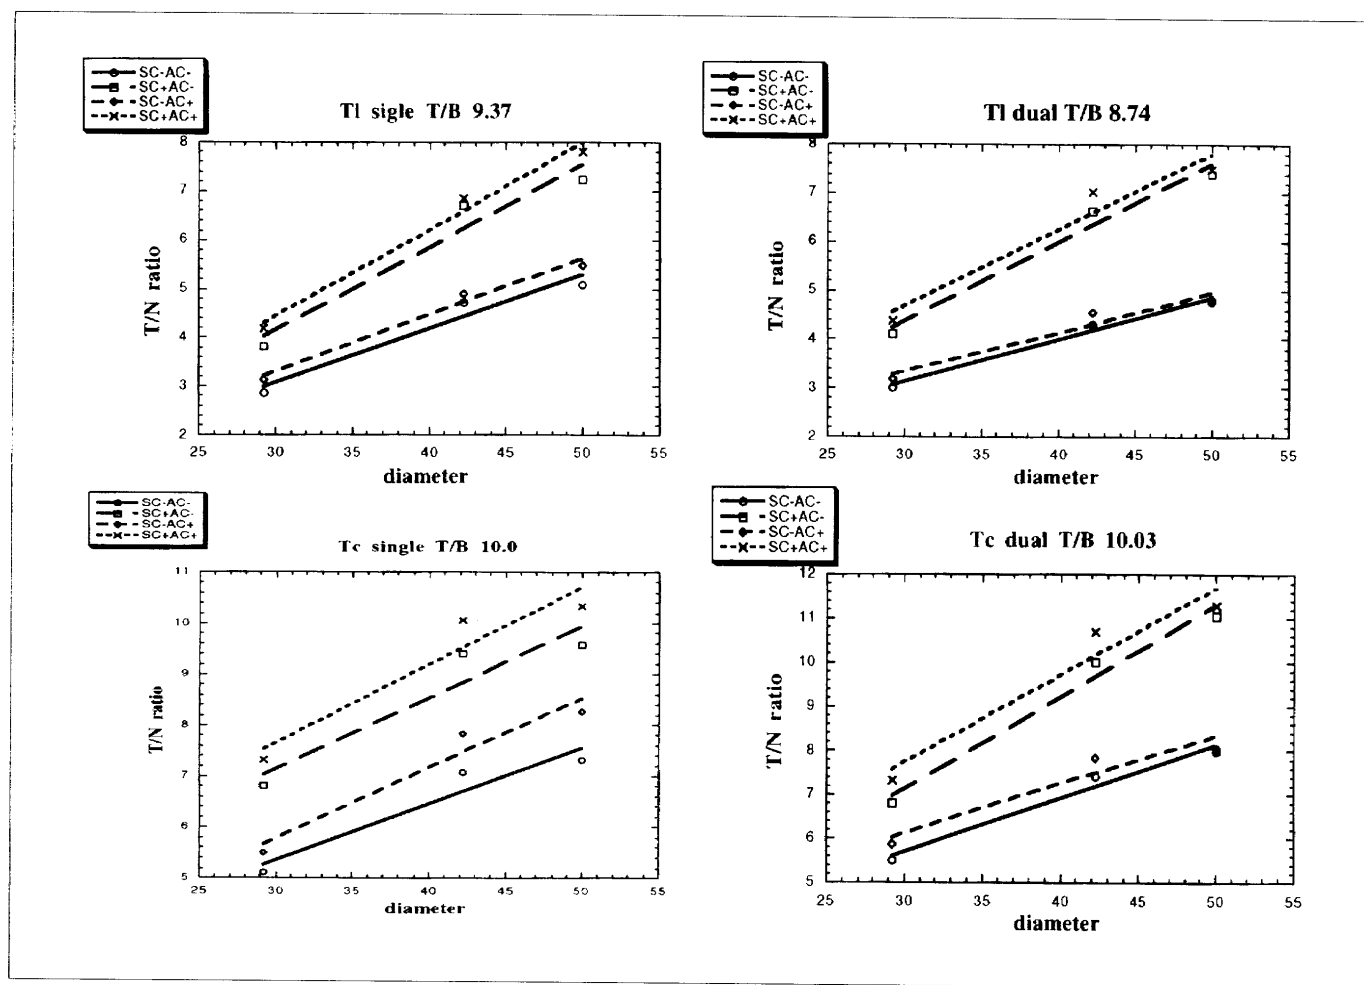 SC-AC-
SC+AC-
SC-AC+
SC+AC+
Tl sigle T/B 9.37
8
7
6
5
4
3
2
T/N ratio
25 30 35 40 45 50 55
diameter
SC-AC-
SC+AC-
SC-AC+
SC+AC+
Tl dual T/B 8.74
8
7
6
5
4
3
2
T/N ratio
25 30 35 40 45 50 55
diameter
SC-AC-
SC+AC-
SC-AC+
SC+AC+
Tc single T/B 10.0
11
10
9
8
7
6
5
T/N ratio
25 30 35 40 45 50 55
diameter
SC-AC-
SC+AC-
SC-AC+
SC+AC+
Tc dual T/B 10.03
12
11
10
9
8
7
6
5
T/N ratio
25 30 35 40 45 50 55
diameter